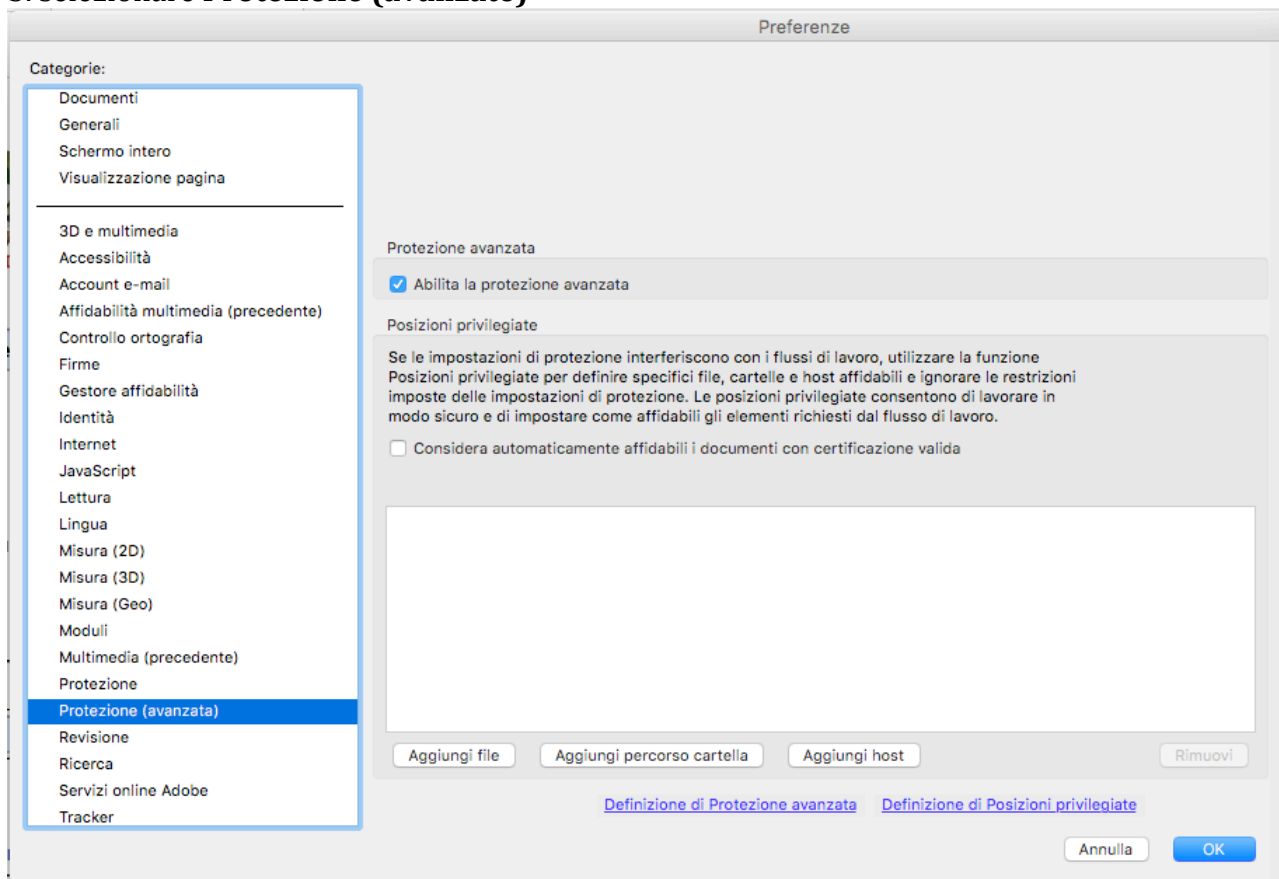 Preferenze
Categorie:
Documenti
Generali
Schermo intero
Visualizzazione pagina
3D e multimedia
Accessibilità
Account e-mail
Affidabilità multimedia (precedente)
Controllo ortografia
Firme
Gestore affidabilità
Identità
Internet
JavaScript
Lettura
Lingua
Misura (2D)
Misura (3D)
Misura (Geo)
Moduli
Multimedia (precedente)
Protezione
Protezione (avanzata)
Revisione
Ricerca
Servizi online Adobe
Tracker
Protezione avanzata
Abilita la protezione avanzata
Posizioni privilegiate
Se le impostazioni di protezione interferiscono con i flussi di lavoro, utilizzare la funzione
Posizioni privilegiate per definire specifici file, cartelle e host affidabili e ignorare le restrizioni
imposte delle impostazioni di protezione. Le posizioni privilegiate consentono di lavorare in
modo sicuro e di impostare come affidabili gli elementi richiesti dal flusso di lavoro.
Considera automaticamente affidabili i documenti con certificazione valida
Aggiungi file Aggiungi percorso cartella Aggiungi host Rimuovi
Definizione di Protezione avanzata Definizione di Posizioni privilegiate
Annulla OK